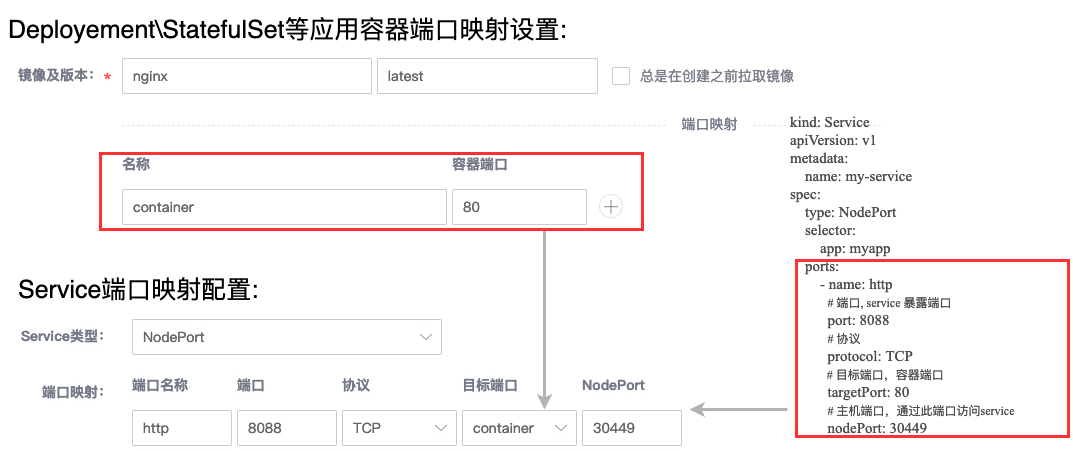 Deployement\StatefulSet等应用容器端口映射设置:
镜像及版本: * nginx latest 总是在创建之前拉取镜像
端口映射
名称 容器端口
container 80
Service端口映射配置:
Service类型: NodePort
端口映射: 端口名称 端口 协议 目标端口 NodePort
http 8088 TCP container 30449
kind: Service
apiVersion: v1
metadata:
name: my-service
spec:
type: NodePort
selector:
app: myapp
ports:
- name: http
# 端口, service 暴露端口
port: 8088
# 协议
protocol: TCP
# 目标端口，容器端口
targetPort: 80
# 主机端口，通过此端口访问service
nodePort: 30449